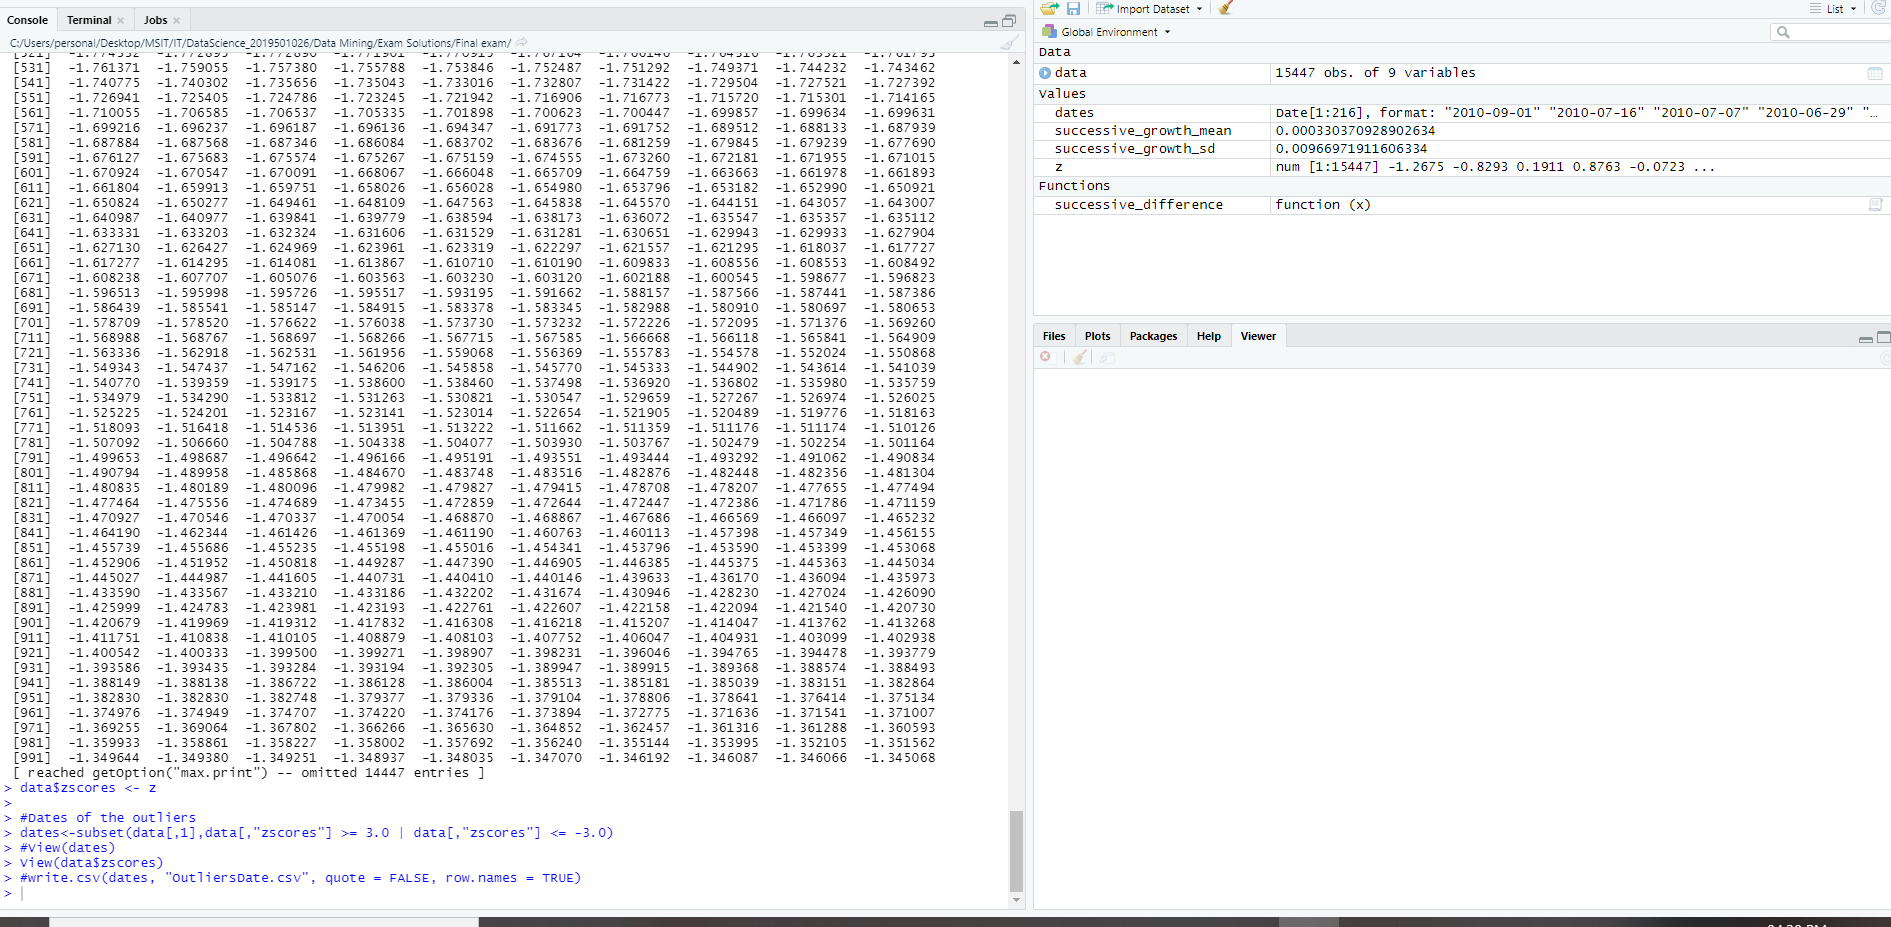 Console Terminal Jobs
C:/Users/personal/Desktop/MSIT/IT/DataScience_2019501026/Data Mining/Exam Solutions/Final exam/
[531] -1.761371 -1.759055 -1.757380 -1.755788 -1.753846 -1.752487 -1.751292 -1.749371 -1.744232 -1.743462
[541] -1.740775 -1.740302 -1.735656 -1.735043 -1.733016 -1.732807 -1.731422 -1.729504 -1.727521 -1.727392
[551] -1.726941 -1.725405 -1.724786 -1.723245 -1.721942 -1.716906 -1.716773 -1.715720 -1.715301 -1.714165
[561] -1.710055 -1.706585 -1.706537 -1.705335 -1.701898 -1.700623 -1.700447 -1.699857 -1.699634 -1.699631
[571] -1.699216 -1.696237 -1.696187 -1.696136 -1.694347 -1.691773 -1.691752 -1.689512 -1.688133 -1.687939
[581] -1.687884 -1.687568 -1.687346 -1.686084 -1.683702 -1.683676 -1.681259 -1.679845 -1.679239 -1.677690
[591] -1.676127 -1.675683 -1.675574 -1.675267 -1.675159 -1.674555 -1.673260 -1.672181 -1.671955 -1.671015
[601] -1.670924 -1.670547 -1.670091 -1.668067 -1.666048 -1.665709 -1.664759 -1.663663 -1.661978 -1.661893
[611] -1.661804 -1.659913 -1.659751 -1.658026 -1.656028 -1.654980 -1.653796 -1.653182 -1.652990 -1.650921
[621] -1.650824 -1.650277 -1.649461 -1.648109 -1.647563 -1.645838 -1.645570 -1.644151 -1.643057 -1.643007
[631] -1.640987 -1.640977 -1.639841 -1.639779 -1.638594 -1.638173 -1.636072 -1.635547 -1.635357 -1.635112
[641] -1.633331 -1.633203 -1.632324 -1.631606 -1.631529 -1.631281 -1.630651 -1.629943 -1.629933 -1.627904
[651] -1.627130 -1.626427 -1.624969 -1.623961 -1.623319 -1.622297 -1.621557 -1.621295 -1.618037 -1.617727
[661] -1.617277 -1.614295 -1.614081 -1.613867 -1.610710 -1.610190 -1.609833 -1.608556 -1.608553 -1.608492
[671] -1.608238 -1.607707 -1.605076 -1.603563 -1.603230 -1.603120 -1.602188 -1.600545 -1.598677 -1.596823
[681] -1.596513 -1.595998 -1.595726 -1.595517 -1.593195 -1.591662 -1.588157 -1.587566 -1.587441 -1.587386
[691] -1.586439 -1.585541 -1.585147 -1.584915 -1.583378 -1.583345 -1.582988 -1.580910 -1.580697 -1.580653
[701] -1.578709 -1.578520 -1.576622 -1.576038 -1.573730 -1.573232 -1.572226 -1.572095 -1.571376 -1.569260
[711] -1.568988 -1.568767 -1.568697 -1.568266 -1.567715 -1.567585 -1.566668 -1.566118 -1.565841 -1.564909
[721] -1.563336 -1.562918 -1.562531 -1.561956 -1.559068 -1.556369 -1.555783 -1.554578 -1.552024 -1.550868
[731] -1.549343 -1.547437 -1.547162 -1.546206 -1.545858 -1.545770 -1.545333 -1.544902 -1.543614 -1.541039
[741] -1.540770 -1.539359 -1.539175 -1.538600 -1.538460 -1.537498 -1.536920 -1.536802 -1.535980 -1.535759
[751] -1.534979 -1.534290 -1.533812 -1.531263 -1.530821 -1.530547 -1.529659 -1.527267 -1.526974 -1.526025
[761] -1.525225 -1.524201 -1.523167 -1.523141 -1.523014 -1.522654 -1.521905 -1.520489 -1.519776 -1.518163
[771] -1.518093 -1.516418 -1.514536 -1.513951 -1.513222 -1.511662 -1.511359 -1.511176 -1.511174 -1.510126
[781] -1.507092 -1.506660 -1.504788 -1.504338 -1.504077 -1.503930 -1.503767 -1.502479 -1.502254 -1.501164
[791] -1.499653 -1.498687 -1.496642 -1.496166 -1.495191 -1.493551 -1.493444 -1.493292 -1.491062 -1.490834
[801] -1.490794 -1.489958 -1.485868 -1.484670 -1.483748 -1.483516 -1.482876 -1.482448 -1.482356 -1.481304
[811] -1.480835 -1.480189 -1.480096 -1.479982 -1.479827 -1.479415 -1.478708 -1.478207 -1.477655 -1.477494
[821] -1.477464 -1.475556 -1.474689 -1.473455 -1.472859 -1.472644 -1.472447 -1.472386 -1.471786 -1.471159
[831] -1.470927 -1.470546 -1.470337 -1.470054 -1.468870 -1.468867 -1.467686 -1.466569 -1.466097 -1.465232
[841] -1.464190 -1.462344 -1.461426 -1.461369 -1.461190 -1.460763 -1.460113 -1.457398 -1.457349 -1.456155
[851] -1.455739 -1.455686 -1.455235 -1.455198 -1.455016 -1.454341 -1.453796 -1.453590 -1.453399 -1.453068
[861] -1.452906 -1.451952 -1.450818 -1.449287 -1.447390 -1.446905 -1.446385 -1.445375 -1.445363 -1.445034
[871] -1.445027 -1.444987 -1.441605 -1.440731 -1.440410 -1.440146 -1.439633 -1.436170 -1.436094 -1.435973
[881] -1.433590 -1.433567 -1.433210 -1.433186 -1.432202 -1.431674 -1.430946 -1.428230 -1.427024 -1.426090
[891] -1.425999 -1.424783 -1.423981 -1.423193 -1.422761 -1.422607 -1.422158 -1.422094 -1.421540 -1.420730
[901] -1.420679 -1.419969 -1.419312 -1.417832 -1.416308 -1.416218 -1.415207 -1.414047 -1.413762 -1.413268
[911] -1.411751 -1.410838 -1.410105 -1.408879 -1.408103 -1.407752 -1.406047 -1.404931 -1.403099 -1.402938
[921] -1.400542 -1.400333 -1.399500 -1.399271 -1.398907 -1.398231 -1.396046 -1.394765 -1.394478 -1.393779
[931] -1.393586 -1.393435 -1.393284 -1.393194 -1.392305 -1.389947 -1.389915 -1.389368 -1.388574 -1.388493
[941] -1.388149 -1.388138 -1.386722 -1.386128 -1.386004 -1.385513 -1.385181 -1.385039 -1.383151 -1.382864
[951] -1.382830 -1.382830 -1.382748 -1.379377 -1.379336 -1.379104 -1.378806 -1.378641 -1.376414 -1.375134
[961] -1.374976 -1.374949 -1.374707 -1.374220 -1.374176 -1.373894 -1.372775 -1.371636 -1.371541 -1.371007
[971] -1.369255 -1.369064 -1.367802 -1.366266 -1.365630 -1.364852 -1.362457 -1.361316 -1.361288 -1.360593
[981] -1.359933 -1.358861 -1.358227 -1.358002 -1.357692 -1.356240 -1.355144 -1.353995 -1.352105 -1.351562
[991] -1.349644 -1.349380 -1.349251 -1.348937 -1.348035 -1.347070 -1.346192 -1.346087 -1.346066 -1.345068
[ reached getOption("max.print") -- omitted 14447 entries ]
> data$zscores <- z
>
> #Dates of the outliers
> dates<-subset(data[,1],data[,"zscores"] >= 3.0 | data[,"zscores"] <= -3.0)
> #View(dates)
> View(data$zscores)
> #write.csv(dates, "OutliersDate.csv", quote = FALSE, row.names = TRUE)
>
Import Dataset List
Global Environment
Data
data 15447 obs. of 9 variables
Values
dates Date[1:216], format: "2010-09-01" "2010-07-16" "2010-07-07" "2010-06-29" "…
successive_growth_mean 0.000330370928902634
successive_growth_sd 0.00966971911606334
z num [1:15447] -1.2675 -0.8293 0.1911 0.8763 -0.0723 ...
Functions
successive_difference function (x)
Files Plots Packages Help Viewer